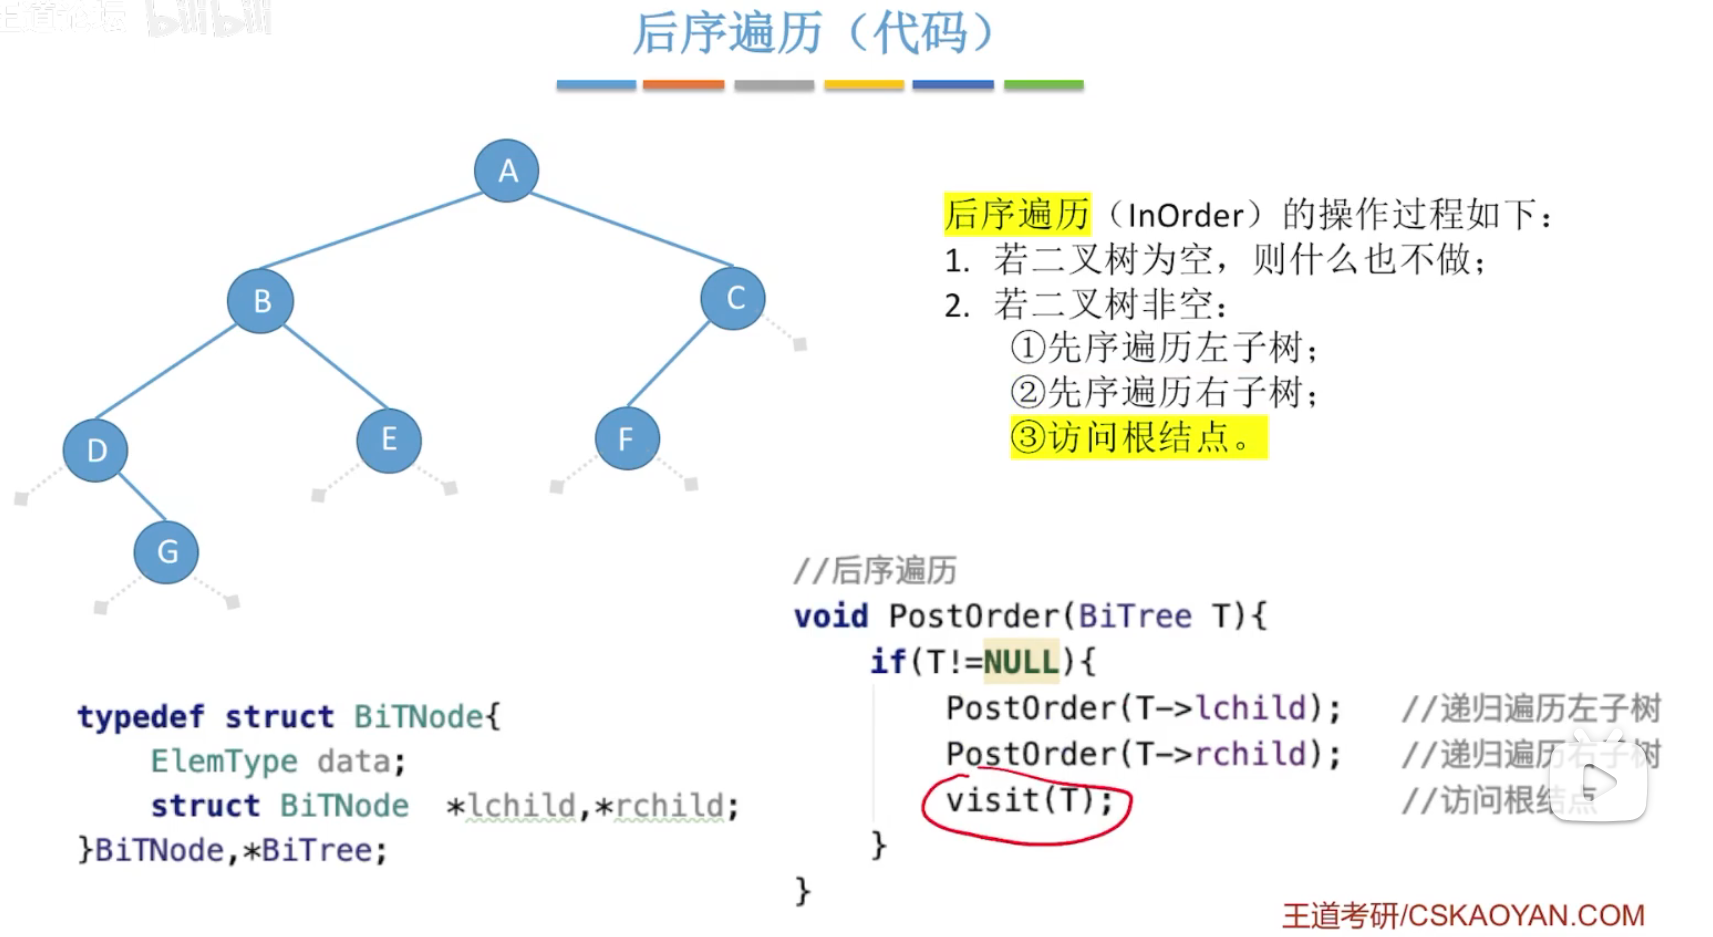 王道论坛 bilibili
后序遍历（代码）
A
B
C
D
E
F
G
后序遍历（InOrder）的操作过程如下：
1. 若二叉树为空，则什么也不做；
2. 若二叉树非空：
①先序遍历左子树；
②先序遍历右子树；
③访问根结点。
typedef struct BiTNode{
ElemType data;
struct BiTNode *lchild,*rchild;
}BiTNode,*BiTree;
//后序遍历
void PostOrder(BiTree T){
if(T!=NULL){
PostOrder(T->lchild); //递归遍历左子树
PostOrder(T->rchild); //递归遍历右子树
visit(T); //访问根结点
}
}
王道考研/CSKAOYAN.COM